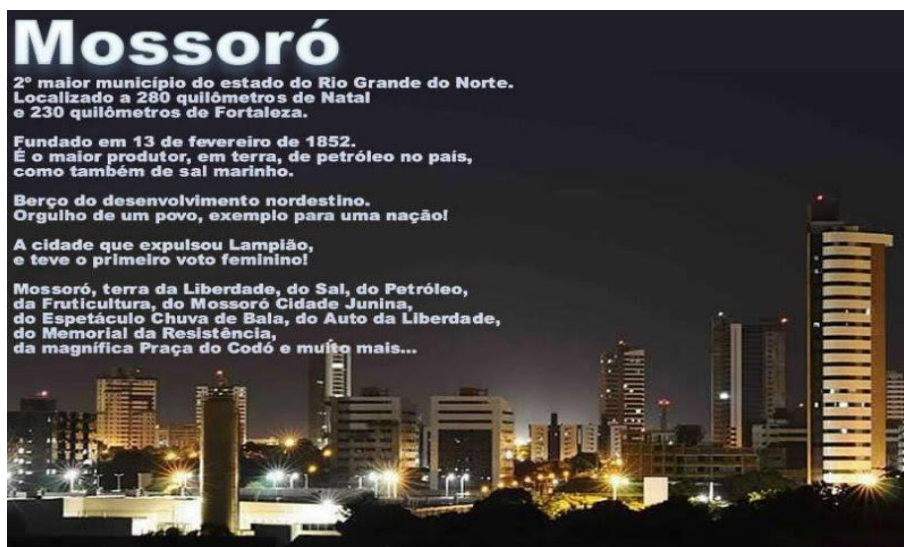 Mossoró
2º maior município do estado do Rio Grande do Norte.
Localizado a 280 quilômetros de Natal
e 230 quilômetros de Fortaleza.
Fundado em 13 de fevereiro de 1852.
É o maior produtor, em terra, de petróleo no país,
como também de sal marinho.
Berço do desenvolvimento nordestino.
Orgulho de um povo, exemplo para uma nação!
A cidade que expulsou Lampião,
e teve o primeiro voto feminino!
Mossoró, terra da Liberdade, do Sal, do Petróleo,
da Fruticultura, do Mossoró Cidade Junina,
do Espetáculo Chuva de Bala, do Auto da Liberdade,
do Memorial da Resistência,
da magnífica Praça do Codó e muito mais...